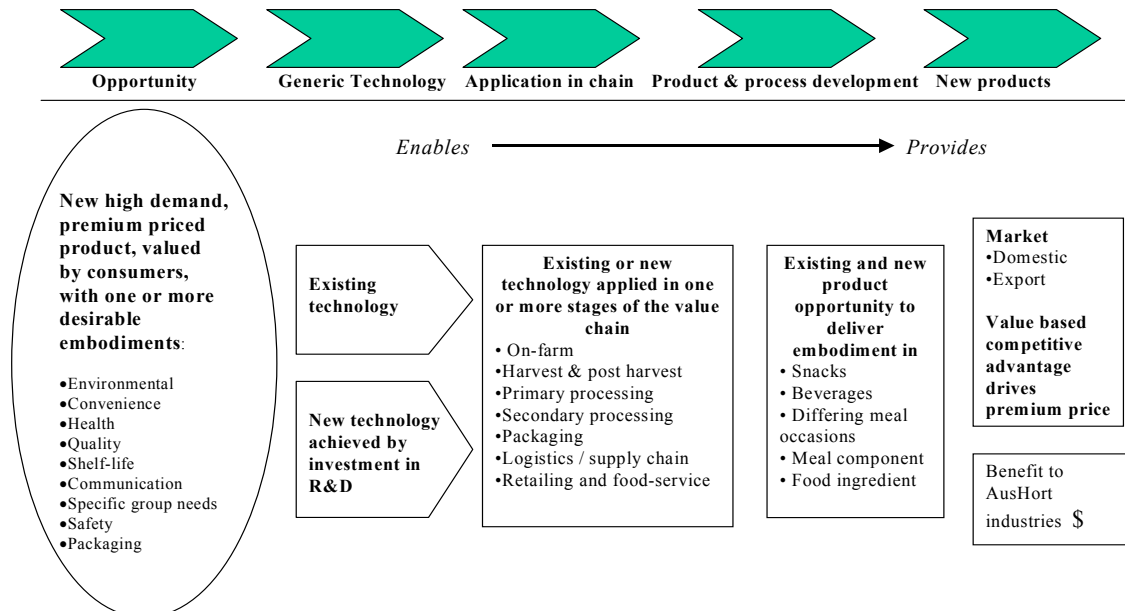 Opportunity
Generic Technology
Application in chain
Product & process development
New products
Enables
Provides
New high demand,
premium priced
product, valued
by consumers,
with one or more
desirable
embodiments:
•Environmental
•Convenience
•Health
•Quality
•Shelf-life
•Communication
•Specific group needs
•Safety
•Packaging
Existing
technology
New technology
achieved by
investment in
R&D
Existing or new
technology applied in one
or more stages of the value
chain
• On-farm
•Harvest & post harvest
•Primary processing
•Secondary processing
•Packaging
•Logistics / supply chain
•Retailing and food-service
Existing and new
product
opportunity to
deliver
embodiment in
• Snacks
• Beverages
• Differing meal
occasions
• Meal component
• Food ingredient
Market
•Domestic
•Export
Value based
competitive
advantage
drives
premium price
Benefit to
AusHort
industries $